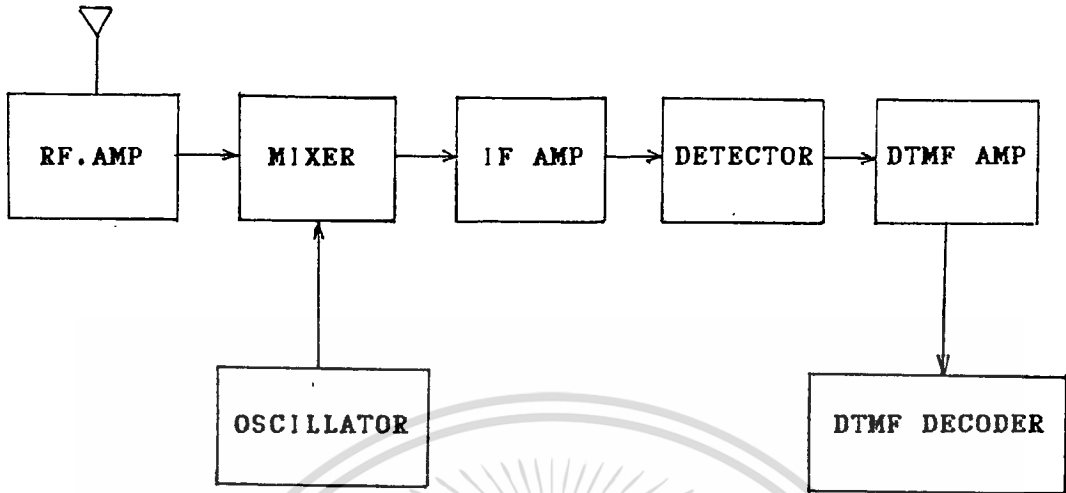 RF.AMP
MIXER
IF AMP
DETECTOR
DTMF AMP
OSCILLATOR
DTMF DECODER